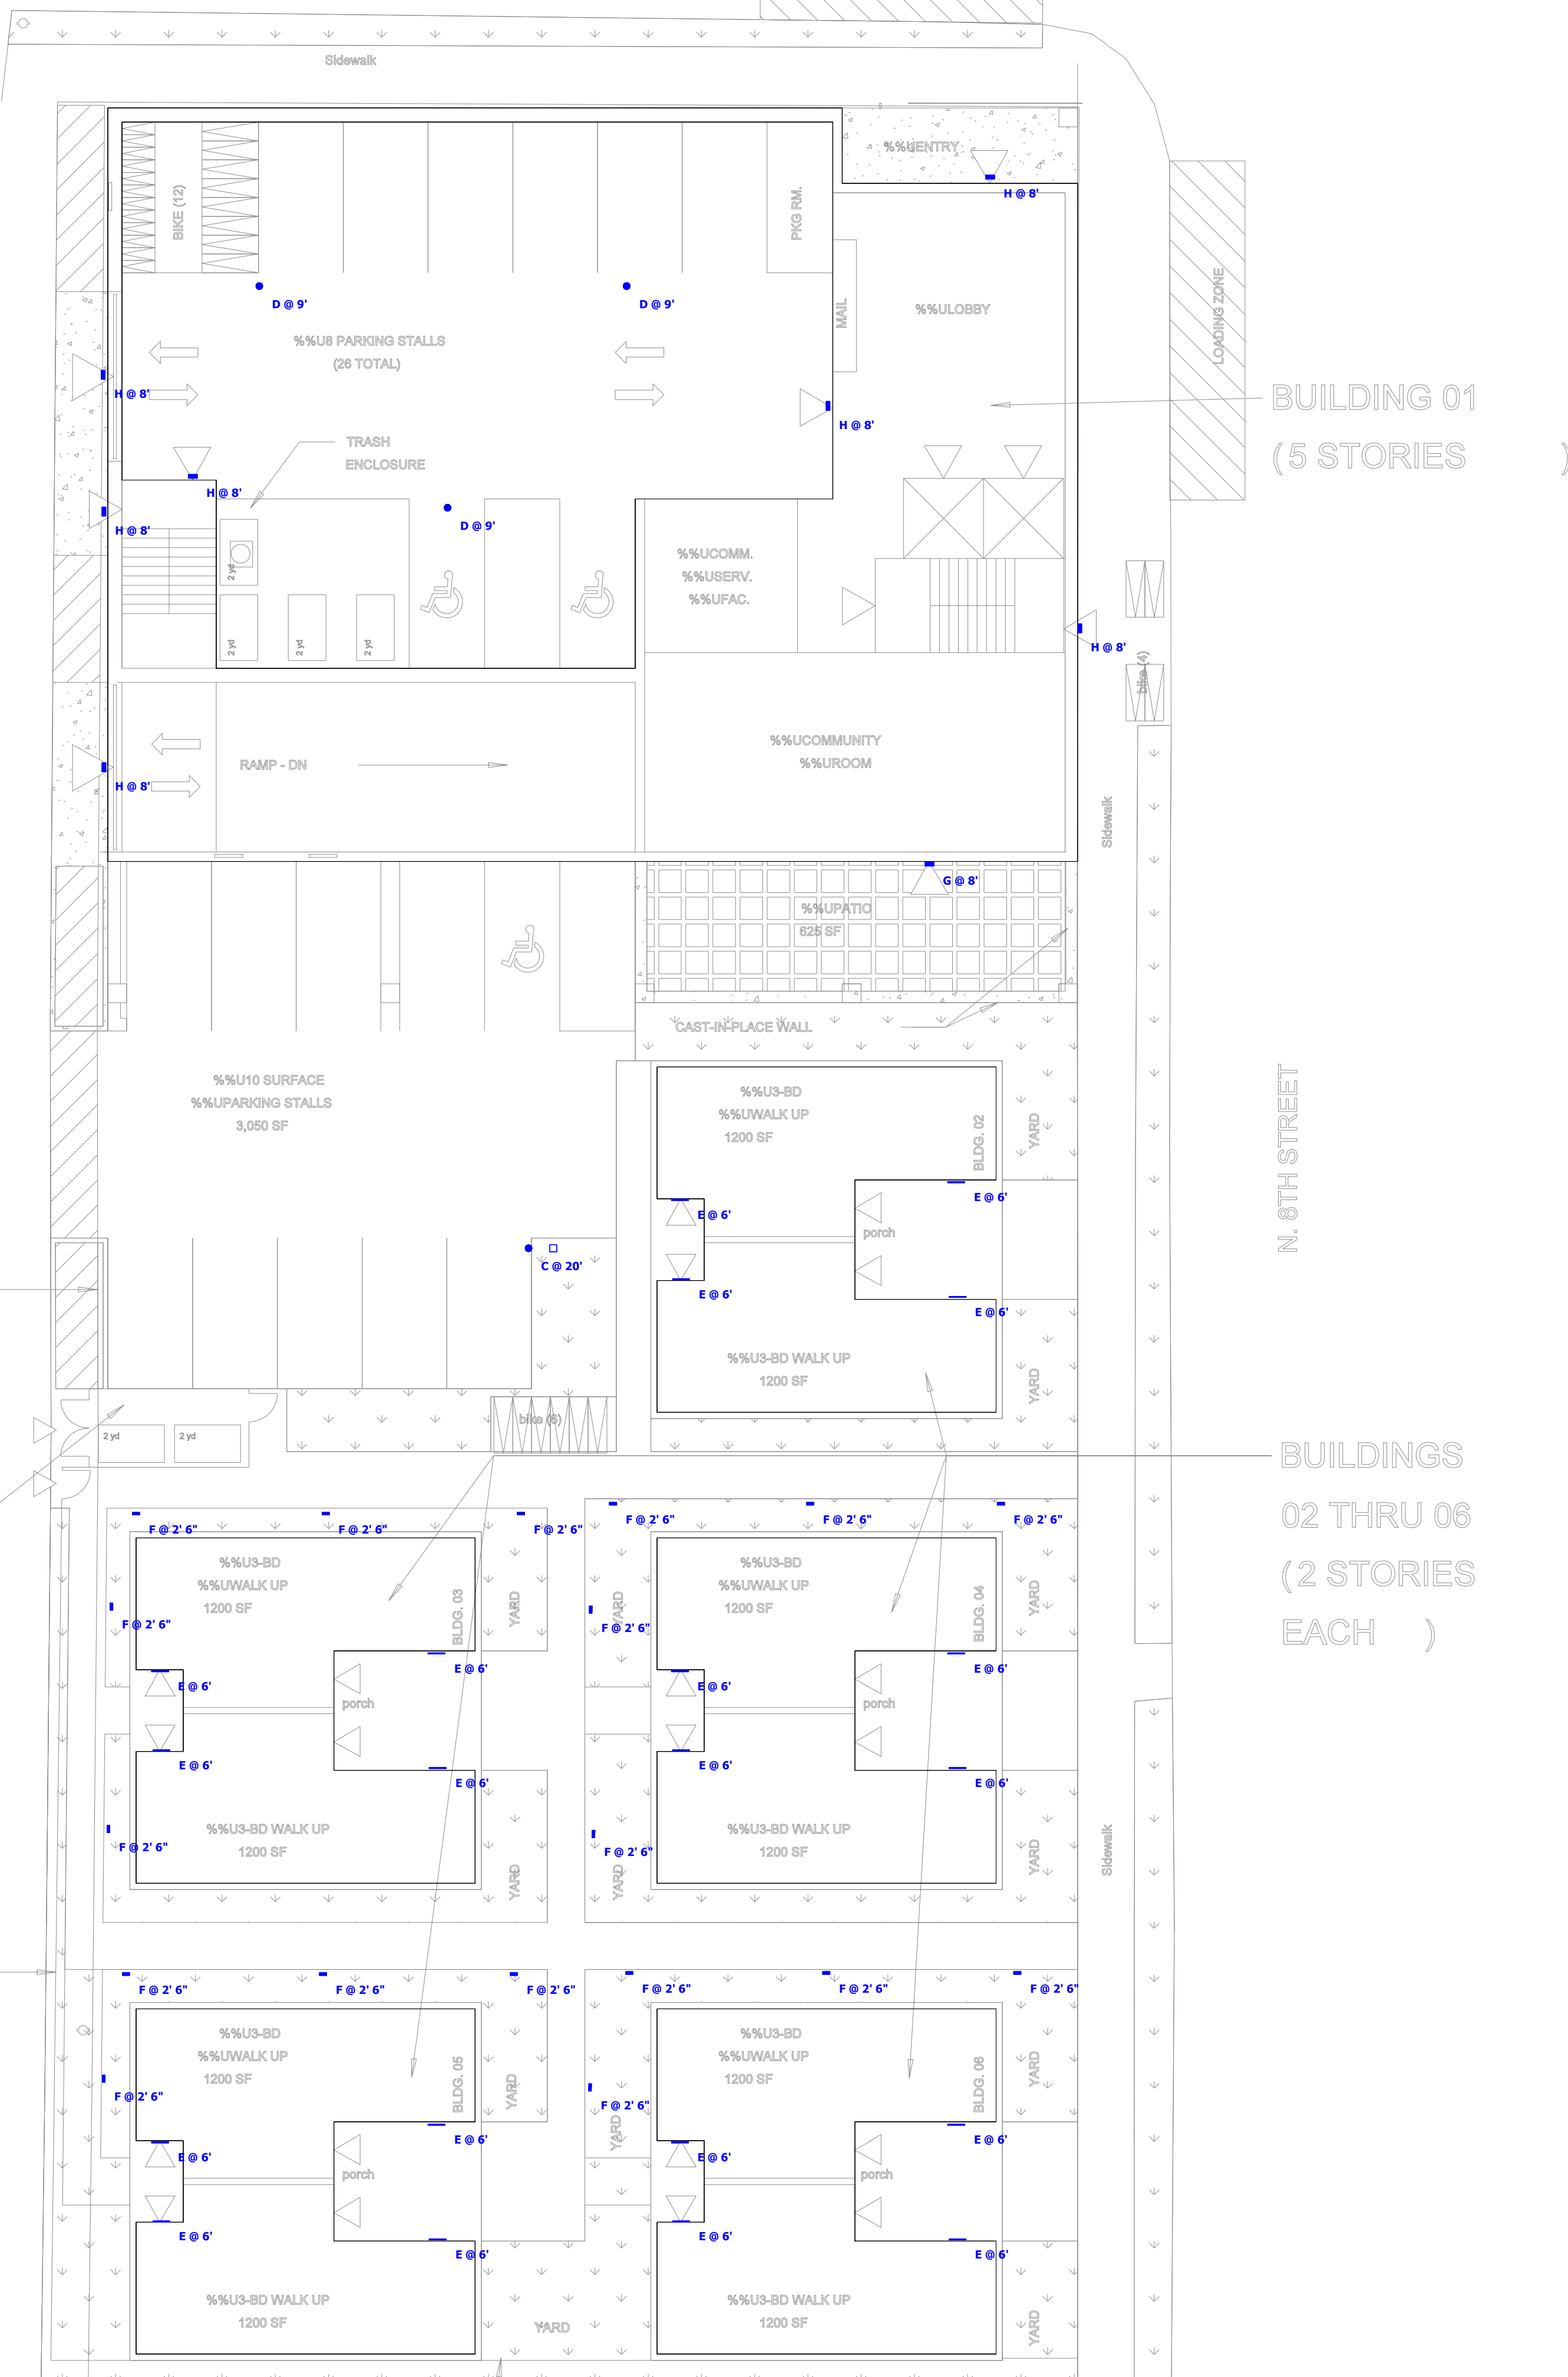 Sidewalk
%%UENTRY
H @ 8'
BIKE (12)
PKG RM.
D @ 9'
D @ 9'
MAIL
%%ULOBBY
LOADING ZONE
%%U8 PARKING STALLS
(26 TOTAL)
H @ 8'
H @ 8'
BUILDING 01
( 5 STORIES )
TRASH
ENCLOSURE
H @ 8'
H @ 8'
D @ 9'
2 yd
%%UCOMM.
%%USERV.
%%UFAC.
2 yd
2 yd
2 yd
H @ 8'
bike (4)
%%UCOMMUNITY
%%UROOM
RAMP - DN
H @ 8'
Sidewalk
G @ 8'
%%UPATIO
625 SF
CAST-IN-PLACE WALL
%%U10 SURFACE
%%UPARKING STALLS
3,050 SF
%%U3-BD
%%UWALK UP
1200 SF
BLDG. 02
YARD
N. 8TH STREET
E @ 6'
E @ 6'
porch
C @ 20'
E @ 6'
E @ 6'
%%U3-BD WALK UP
1200 SF
YARD
bike (6)
2 yd
2 yd
BUILDINGS
02 THRU 06
( 2 STORIES
EACH )
F @ 2' 6"
F @ 2' 6"
F @ 2' 6"
F @ 2' 6"
F @ 2' 6"
F @ 2' 6"
%%U3-BD
%%UWALK UP
1200 SF
BLDG. 03
YARD
YARD
%%U3-BD
%%UWALK UP
1200 SF
BLDG. 04
YARD
F @ 2' 6"
F @ 2' 6"
E @ 6'
E @ 6'
E @ 6'
E @ 6'
porch
porch
E @ 6'
E @ 6'
E @ 6'
E @ 6'
%%U3-BD WALK UP
1200 SF
%%U3-BD WALK UP
1200 SF
F @ 2' 6"
F @ 2' 6"
YARD
YARD
YARD
Sidewalk
F @ 2' 6"
F @ 2' 6"
F @ 2' 6"
F @ 2' 6"
F @ 2' 6"
F @ 2' 6"
%%U3-BD
%%UWALK UP
1200 SF
BLDG. 05
YARD
YARD
%%U3-BD
%%UWALK UP
1200 SF
BLDG. 06
YARD
F @ 2' 6"
F @ 2' 6"
E @ 6'
E @ 6'
E @ 6'
E @ 6'
porch
porch
E @ 6'
E @ 6'
E @ 6'
E @ 6'
%%U3-BD WALK UP
1200 SF
%%U3-BD WALK UP
1200 SF
YARD
YARD